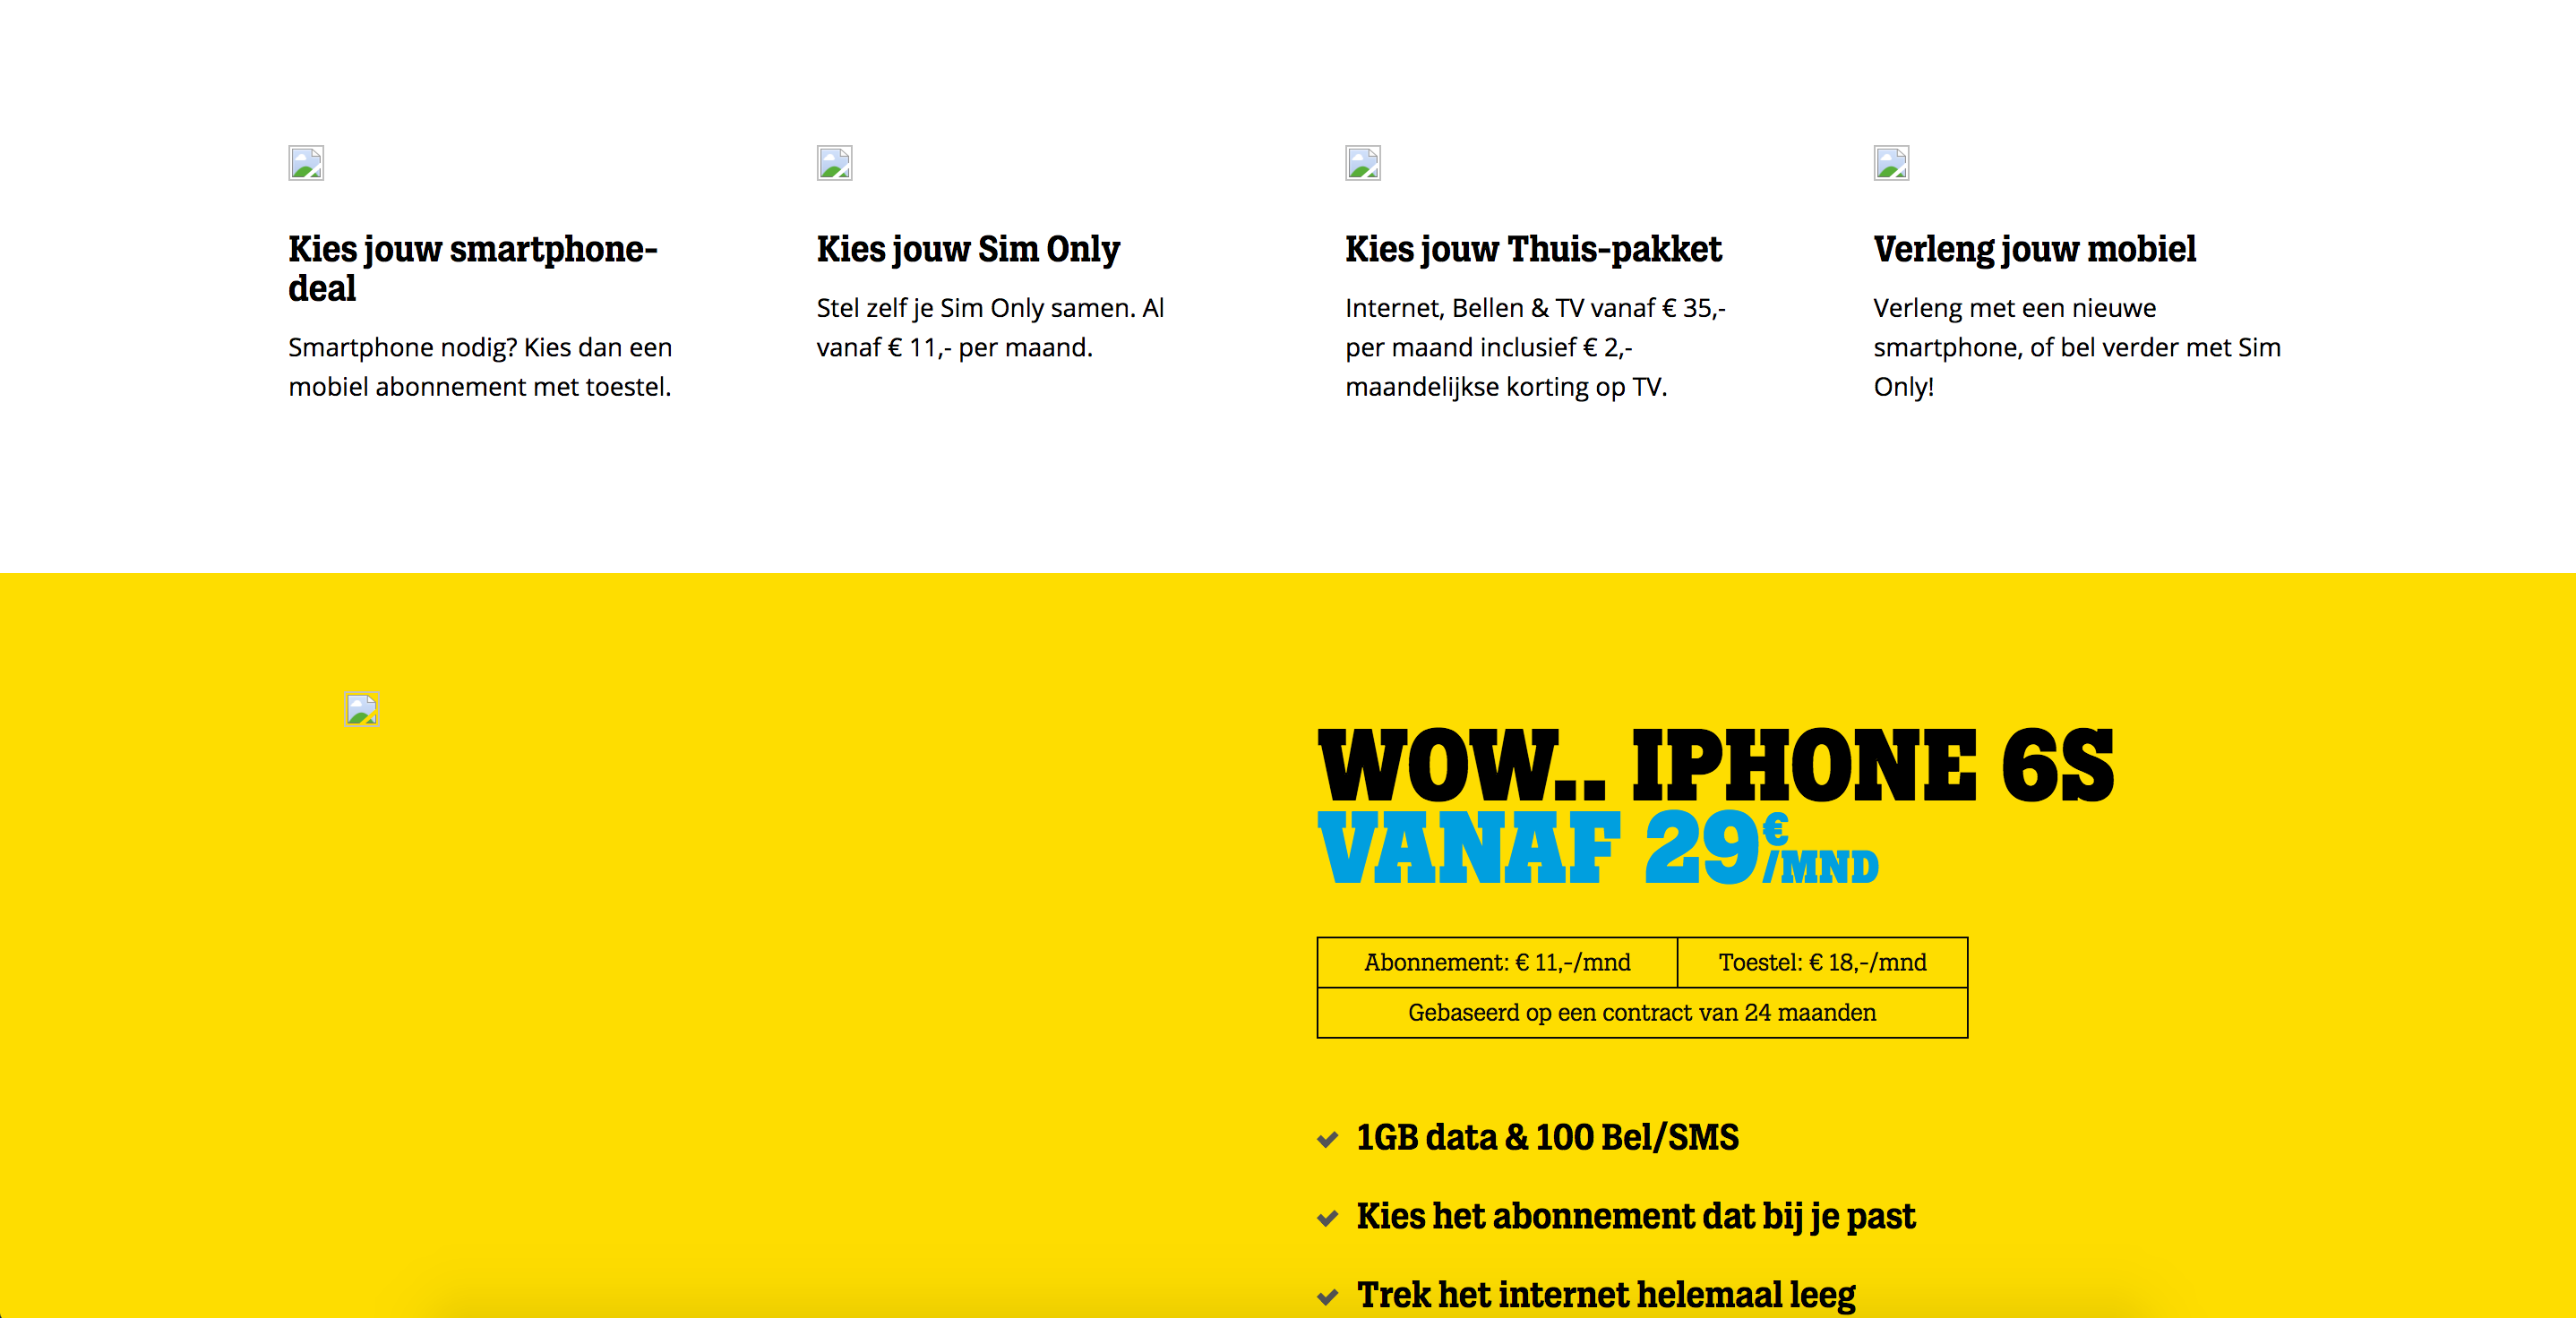 Kies jouw smartphone-
deal
Smartphone nodig? Kies dan een
mobiel abonnement met toestel.
Kies jouw Sim Only
Stel zelf je Sim Only samen. Al
vanaf € 11,- per maand.
Kies jouw Thuis-pakket
Internet, Bellen & TV vanaf € 35,-
per maand inclusief € 2,-
maandelijkse korting op TV.
Verleng jouw mobiel
Verleng met een nieuwe
smartphone, of bel verder met Sim
Only!
WOW.. IPHONE 6S
VANAF 29€/MND
Abonnement: € 11,-/mnd
Toestel: € 18,-/mnd
Gebaseerd op een contract van 24 maanden
1GB data & 100 Bel/SMS
Kies het abonnement dat bij je past
Trek het internet helemaal leeg